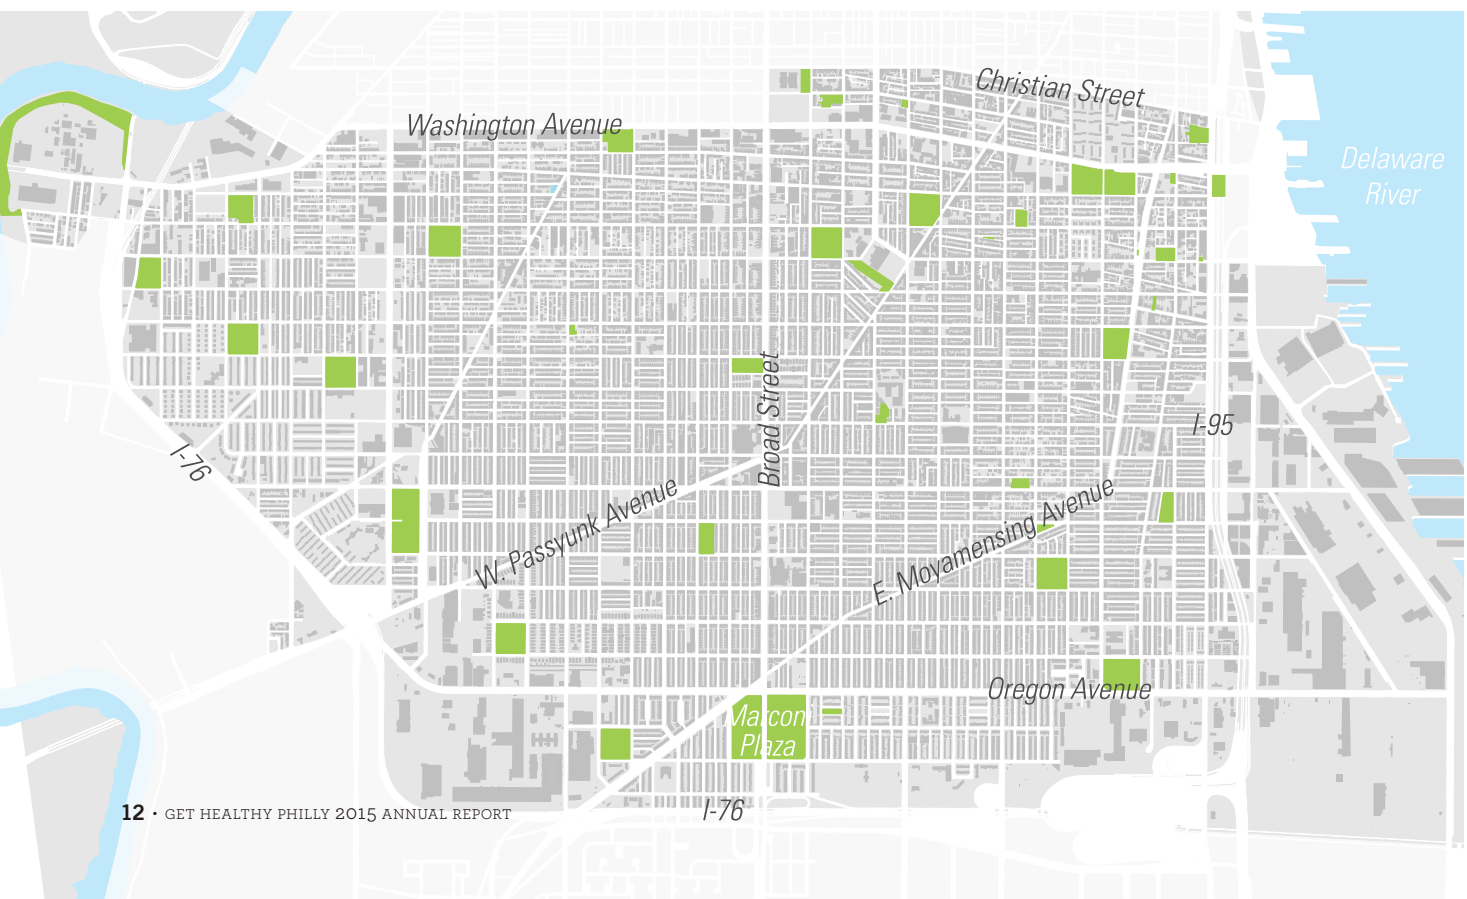 Christian Street
Washington Avenue
Delaware
River
Broad Street
I-95
I-76
W. Passyunk Avenue
E. Moyamensing Avenue
Oregon Avenue
Marconi
Plaza
I-76
12 · GET HEALTHY PHILLY 2015 ANNUAL REPORT